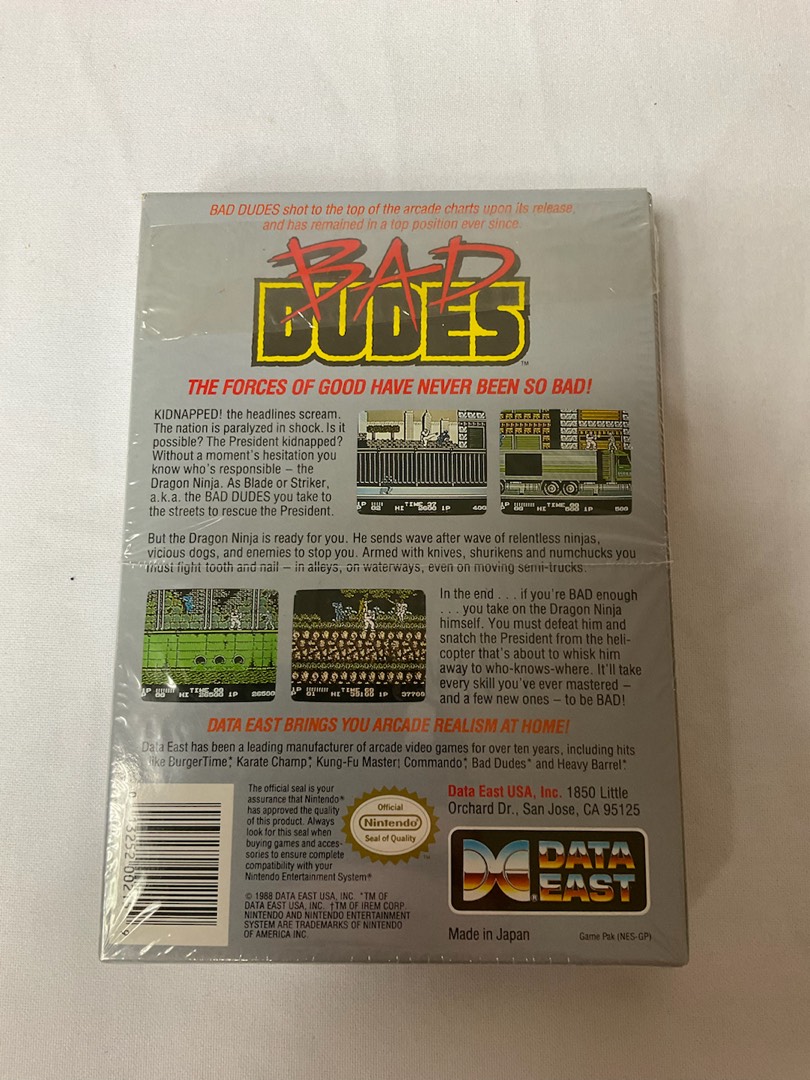 BAD DUDES shot to the top of the arcade charts upon its release,
and has remained in a top position ever since.
BAD
DUDES™
THE FORCES OF GOOD HAVE NEVER BEEN SO BAD!
KIDNAPPED! the headlines scream.
The nation is paralyzed in shock. Is it
possible? The President kidnapped?
Without a moment's hesitation you
know who's responsible – the
Dragon Ninja. As Blade or Striker,
a.k.a. the BAD DUDES you take to
the streets to rescue the President.
But the Dragon Ninja is ready for you. He sends wave after wave of relentless ninjas,
vicious dogs, and enemies to stop you. Armed with knives, shurikens and numchucks you
must fight tooth and nail – in alleys, on waterways, even on moving semi-trucks.
In the end . . . if you're BAD enough
. . . you take on the Dragon Ninja
himself. You must defeat him and
snatch the President from the heli-
copter that's about to whisk him
away to who-knows-where. It'll take
every skill you've ever mastered –
and a few new ones – to be BAD!
DATA EAST BRINGS YOU ARCADE REALISM AT HOME!
Data East has been a leading manufacturer of arcade video games for over ten years, including hits
like BurgerTime,* Karate Champ,* Kung-Fu Master,† Commando,* Bad Dudes* and Heavy Barrel.*
The official seal is your
assurance that Nintendo®
has approved the quality
of this product. Always
look for this seal when
buying games and acces-
sories to ensure complete
compatibility with your
Nintendo Entertainment System®
Official
Nintendo®
Seal of Quality
™
Data East USA, Inc. 1850 Little
Orchard Dr., San Jose, CA 95125
DATA
EAST
®
© 1988 DATA EAST USA, INC. *TM OF
DATA EAST USA, INC. †TM OF IREM CORP.
NINTENDO AND NINTENDO ENTERTAINMENT
SYSTEM ARE TRADEMARKS OF NINTENDO
OF AMERICA INC.
Made in Japan
Game Pak (NES-GP)